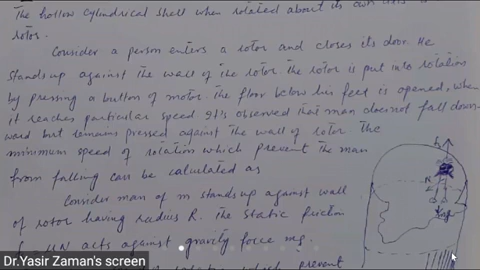 The hollow cylindrical shell when rotated about its own axis is
rotor.
Consider a person enters a rotor and closes its door. He
stands up against the wall of the rotor. The rotor is put into rotation
by pressing a button of motor. The floor below his feet is opened, when
it reaches particular speed It's observed that man doesnot fall down-
ward but remains pressed against the wall of rotor. The
minimum speed of rotation which prevent the man
from falling can be calculated as
Consider man of m stands up against wall
of rotor having radius R. The static friction
acts against gravity force mg.
which prevent
R
Dr.Yasir Zaman's screen